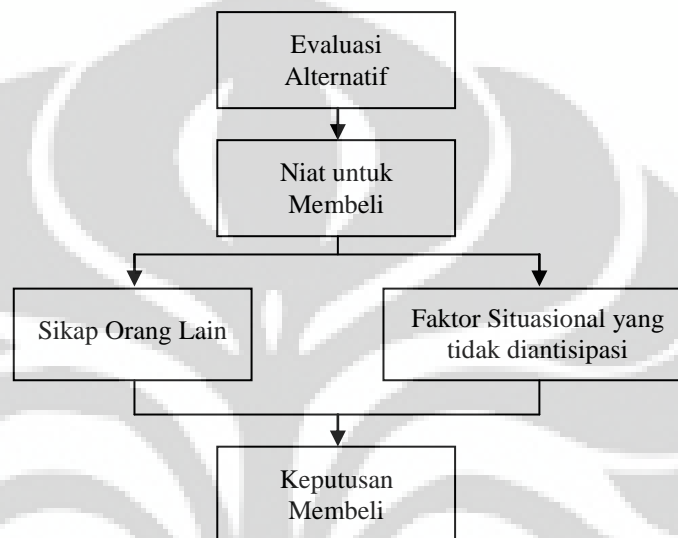 Evaluasi
Alternatif
Niat untuk
Membeli
Sikap Orang Lain
Faktor Situasional yang
tidak diantisipasi
Keputusan
Membeli